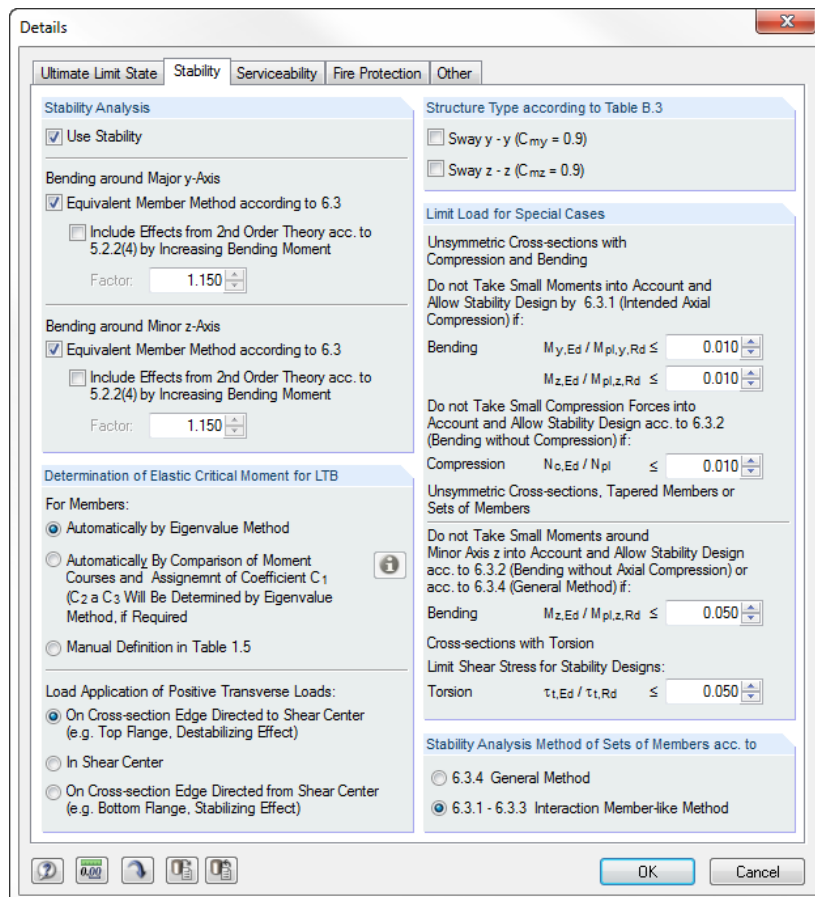 Details
Ultimate Limit State
Stability
Serviceability
Fire Protection
Other
Stability Analysis
Use Stability
Bending around Major y-Axis
Equivalent Member Method according to 6.3
Include Effects from 2nd Order Theory acc. to
5.2.2(4) by Increasing Bending Moment
Factor: 1.150
Bending around Minor z-Axis
Equivalent Member Method according to 6.3
Include Effects from 2nd Order Theory acc. to
5.2.2(4) by Increasing Bending Moment
Factor: 1.150
Determination of Elastic Critical Moment for LTB
For Members:
Automatically by Eigenvalue Method
Automatically By Comparison of Moment
Courses and Assignemnt of Coefficient C1
(C2 a C3 Will Be Determined by Eigenvalue
Method, if Required
Manual Definition in Table 1.5
Load Application of Positive Transverse Loads:
On Cross-section Edge Directed to Shear Center
(e.g. Top Flange, Destabilizing Effect)
In Shear Center
On Cross-section Edge Directed from Shear Center
(e.g. Bottom Flange, Stabilizing Effect)
Structure Type according to Table B.3
Sway y - y (Cmy = 0.9)
Sway z - z (Cmz = 0.9)
Limit Load for Special Cases
Unsymmetric Cross-sections with
Compression and Bending
Do not Take Small Moments into Account and
Allow Stability Design by 6.3.1 (Intended Axial
Compression) if:
Bending My,Ed / Mpl,y,Rd ≤ 0.010
Mz,Ed / Mpl,z,Rd ≤ 0.010
Do not Take Small Compression Forces into
Account and Allow Stability Design acc. to 6.3.2
(Bending without Compression) if:
Compression Nc,Ed / Npl ≤ 0.010
Unsymmetric Cross-sections, Tapered Members or
Sets of Members
Do not Take Small Moments around
Minor Axis z into Account and Allow Stability Design
acc. to 6.3.2 (Bending without Axial Compression) or
acc. to 6.3.4 (General Method) if:
Bending Mz,Ed / Mpl,z,Rd ≤ 0.050
Cross-sections with Torsion
Limit Shear Stress for Stability Designs:
Torsion τt,Ed / τt,Rd ≤ 0.050
Stability Analysis Method of Sets of Members acc. to
6.3.4 General Method
6.3.1 - 6.3.3 Interaction Member-like Method
0.00
OK
Cancel